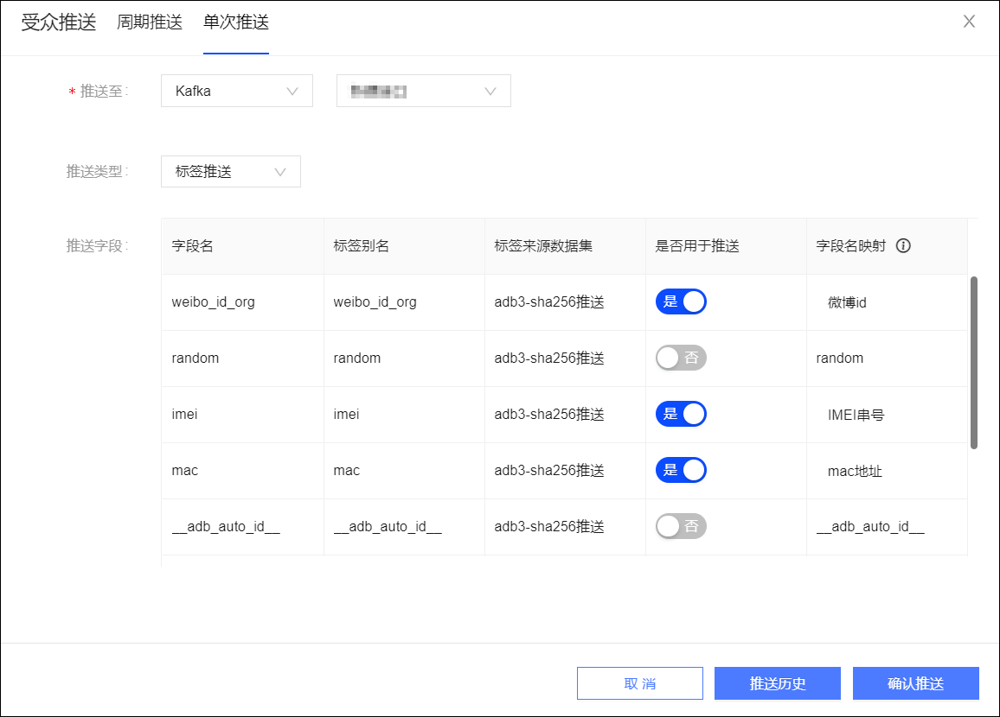 受众推送 周期推送 单次推送
* 推送至: Kafka
推送类型: 标签推送
推送字段: 字段名 标签别名 标签来源数据集 是否用于推送 字段名映射
weibo_id_org weibo_id_org adb3-sha256推送 是 微博id
random random adb3-sha256推送 否 random
imei imei adb3-sha256推送 是 IMEI串号
mac mac adb3-sha256推送 是 mac地址
__adb_auto_id__ __adb_auto_id__ adb3-sha256推送 否 __adb_auto_id__
取 消 推送历史 确认推送